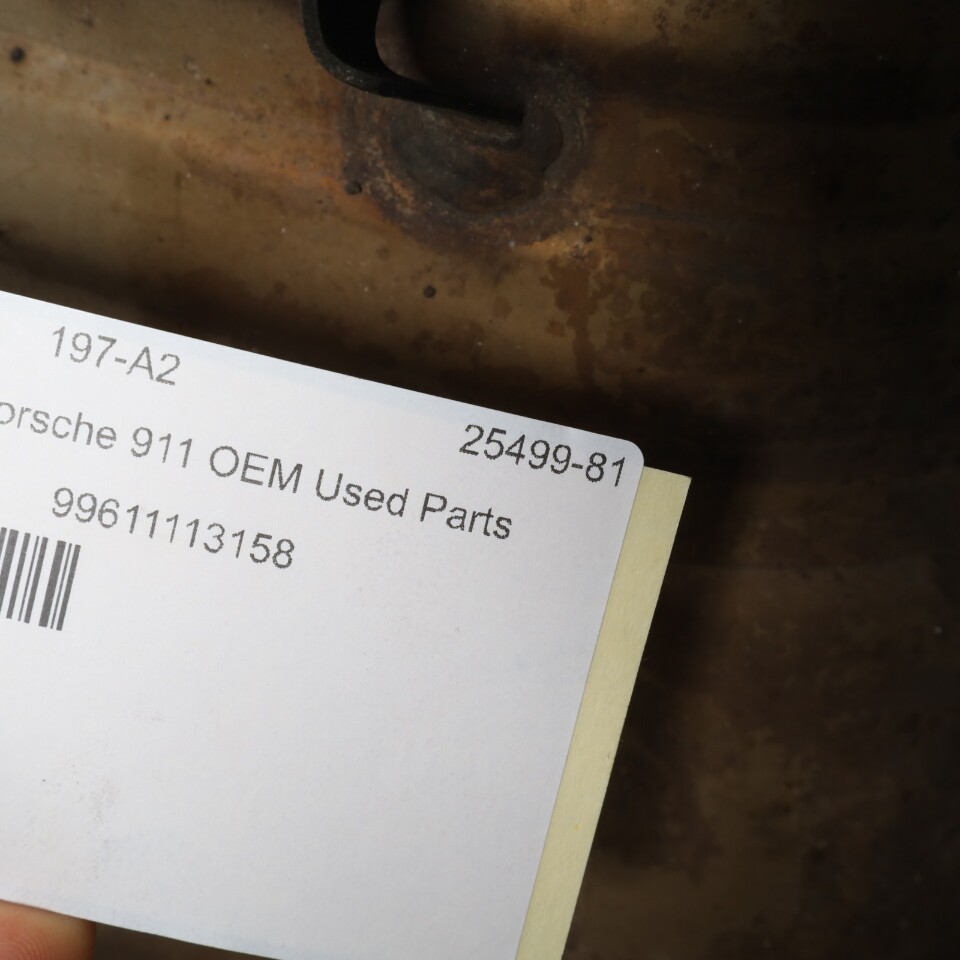 197-A2
25499-81
orsche 911 OEM Used Parts
99611113158